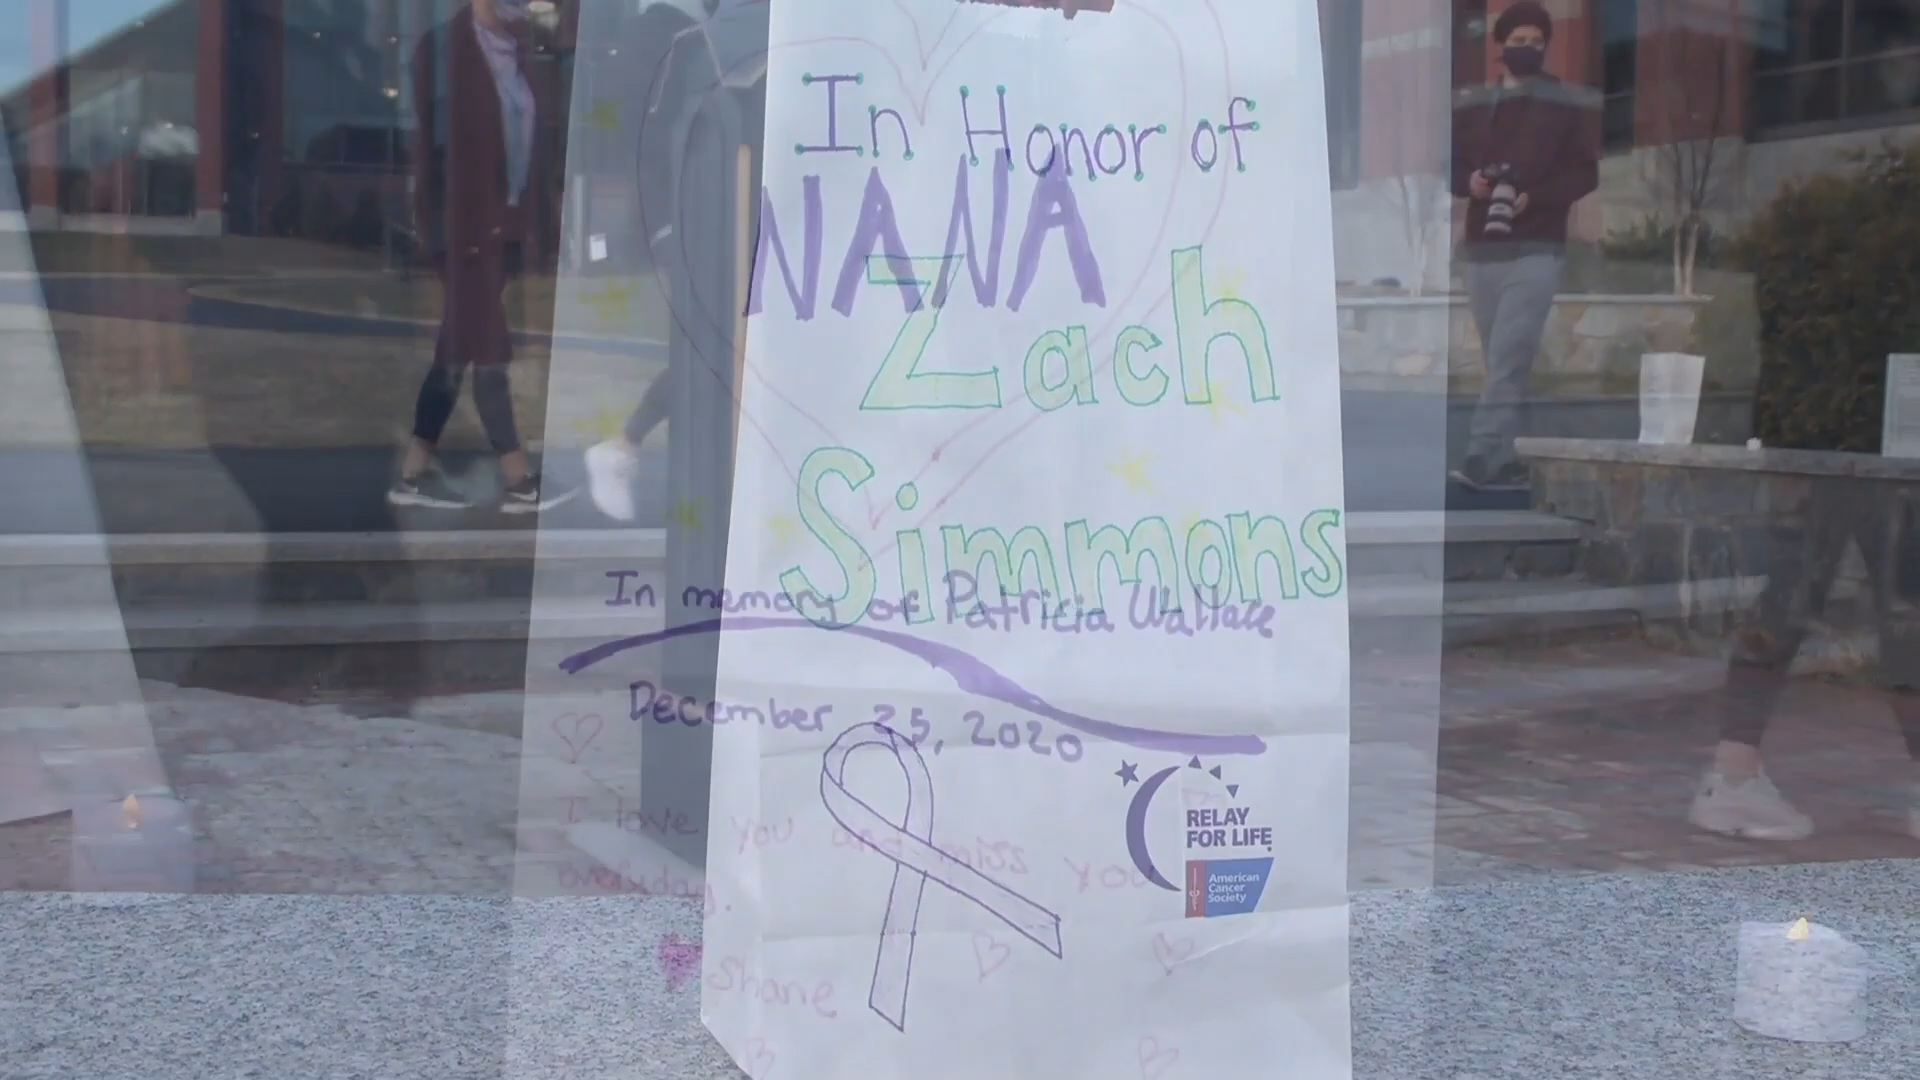 In Honor of
NANA
Zach
Simmons
In memory of Patricia Wallace
December 25, 2020
RELAY
FOR LIFE
American
Cancer
Society
I love you and miss you
everyday.
Shane